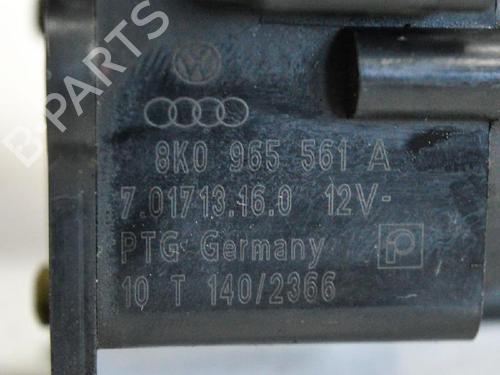 8K0 965 561 A
7.01713.16.0 12V-
PTG Germany
10 T 140/2366
B-PARTS